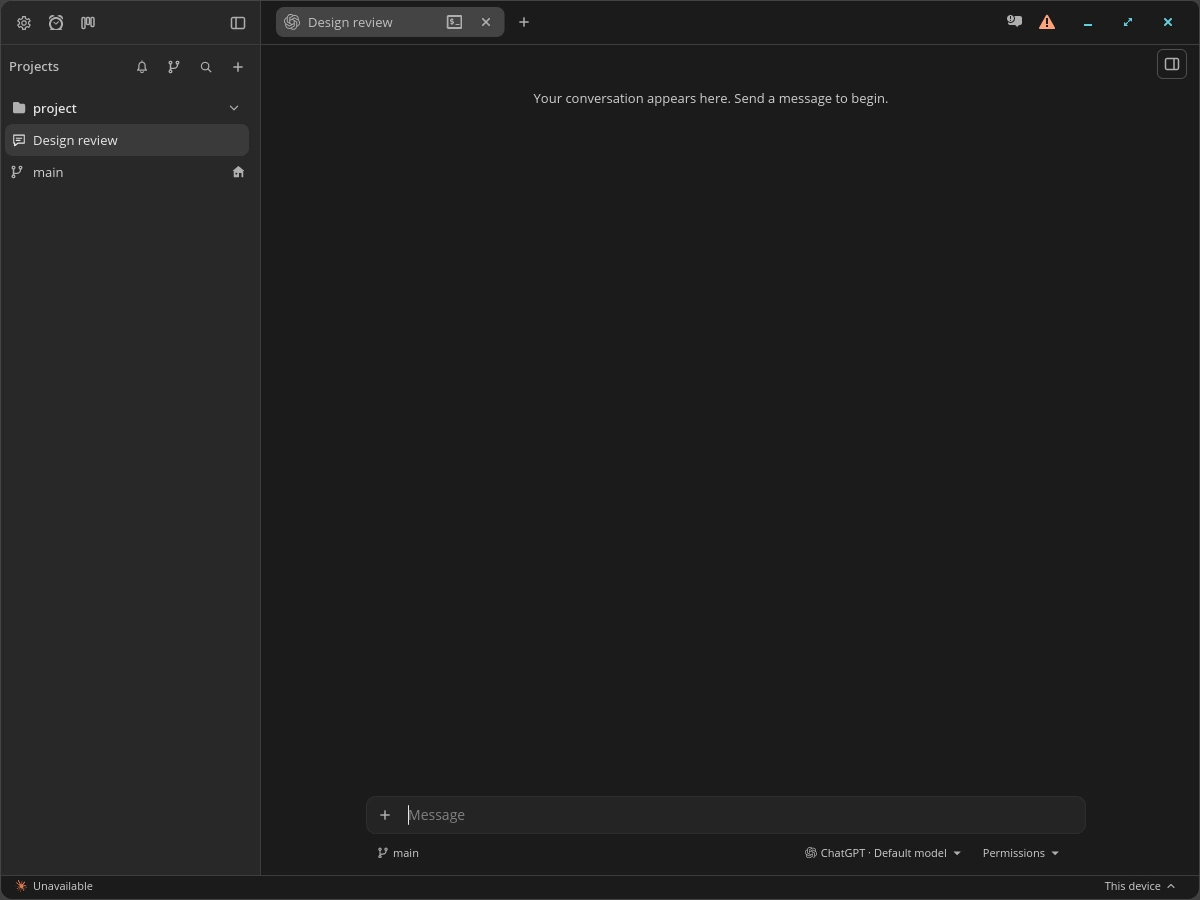 Design review
Projects
project
Design review
main
Your conversation appears here. Send a message to begin.
Message
main
ChatGPT · Default model
Permissions
Unavailable
This device